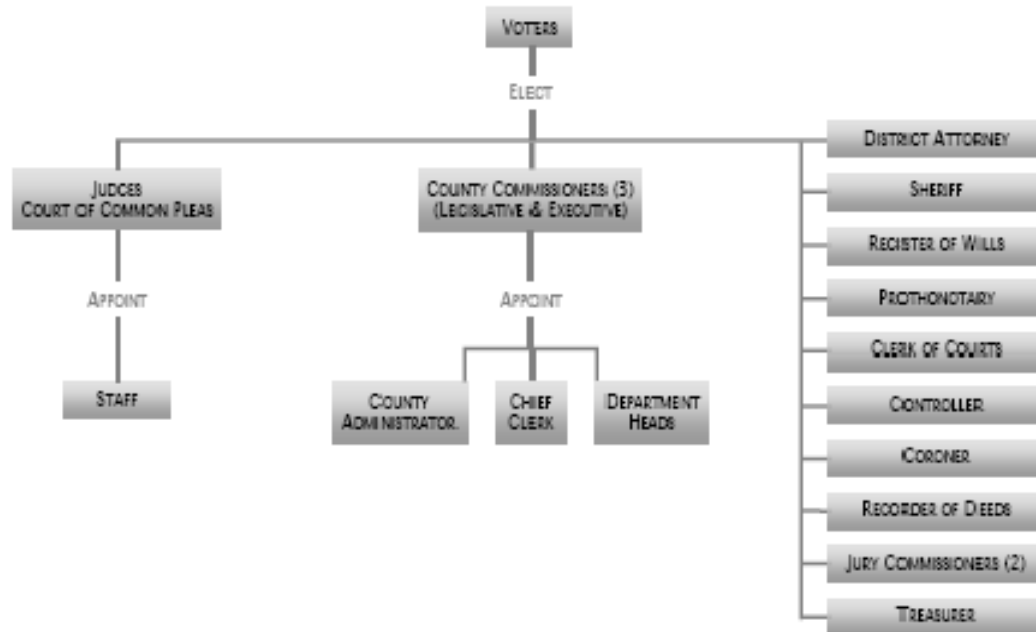 VOTERS
ELECT
JUDGES
COURT OF COMMON PLEAS
COUNTY COMMISSIONERS (3)
(LEGISLATIVE & EXECUTIVE)
APPOINT
APPOINT
STAFF
COUNTY
ADMINISTRATOR.
CHIEF
CLERK
DEPARTMENT
HEADS
DISTRICT ATTORNEY
SHERIFF
REGISTER OF WILLS
PROTHONOTARY
CLERK OF COURTS
CONTROLLER
CORONER
RECORDER OF DEEDS
JURY COMMISSIONERS (2)
TREASURER